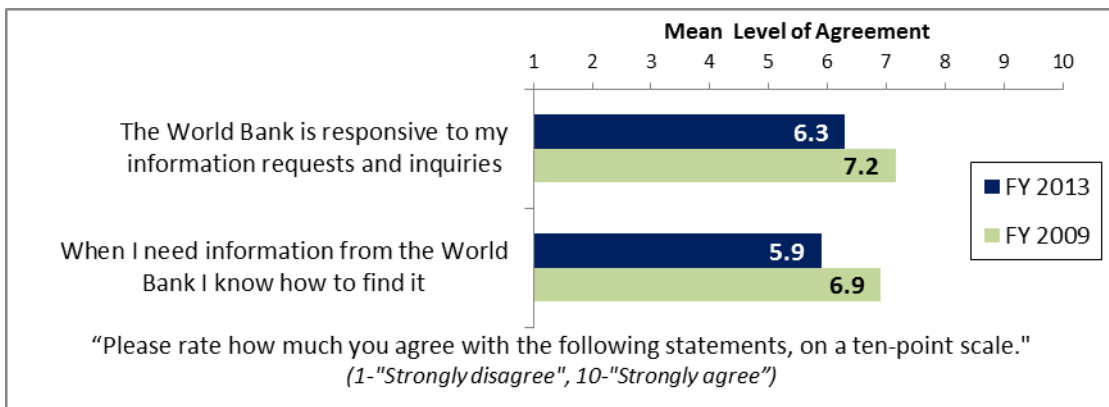 Mean Level of Agreement
1 2 3 4 5 6 7 8 9 10
The World Bank is responsive to my
information requests and inquiries
6.3
7.2
When I need information from the World
Bank I know how to find it
5.9
6.9
FY 2013
FY 2009
“Please rate how much you agree with the following statements, on a ten-point scale."
(1-"Strongly disagree", 10-"Strongly agree”)